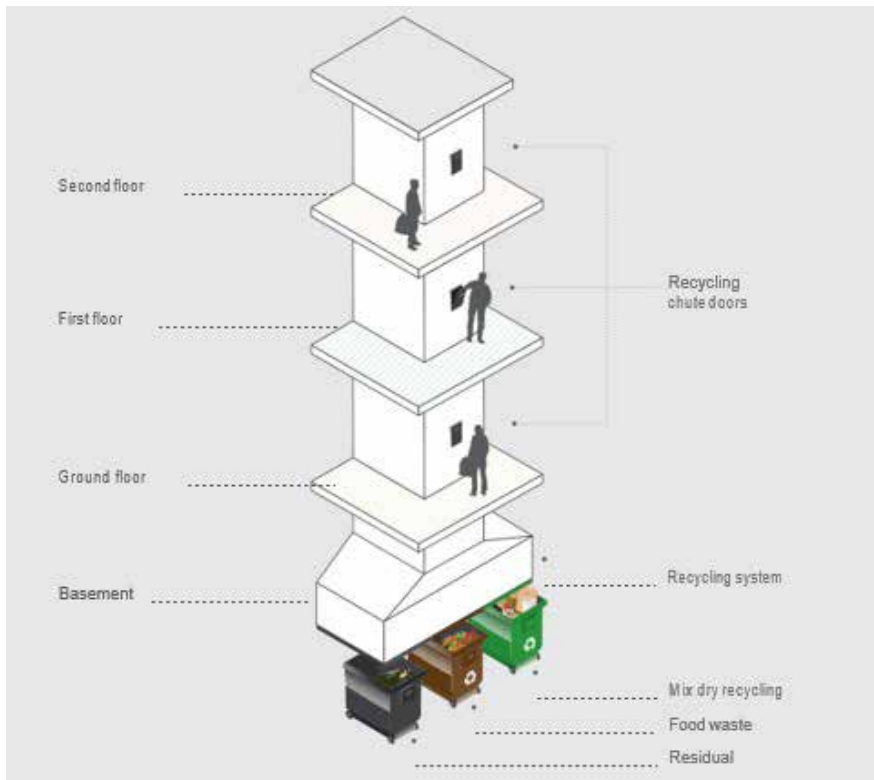 Second floor
First floor
Recycling
chute doors
Ground floor
Basement
Recycling system
Mix dry recycling
Food waste
Residual